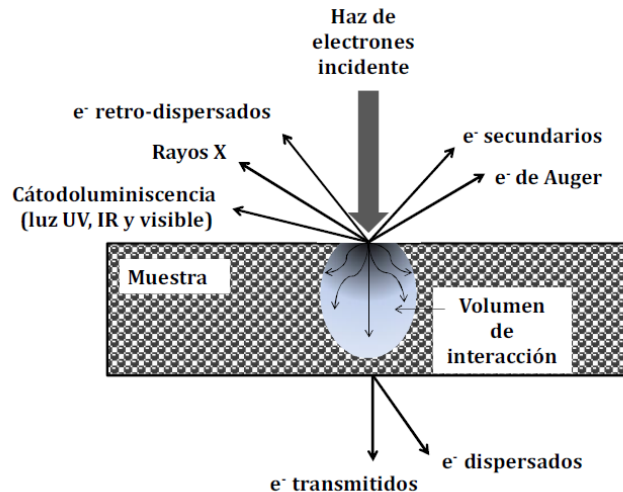 Haz de
electrones
incidente
e⁻ retro-dispersados
e⁻ secundarios
Rayos X
e⁻ de Auger
Cátodoluminiscencia
(luz UV, IR y visible)
Muestra
Volumen
de
interacción
e⁻ dispersados
e⁻ transmitidos